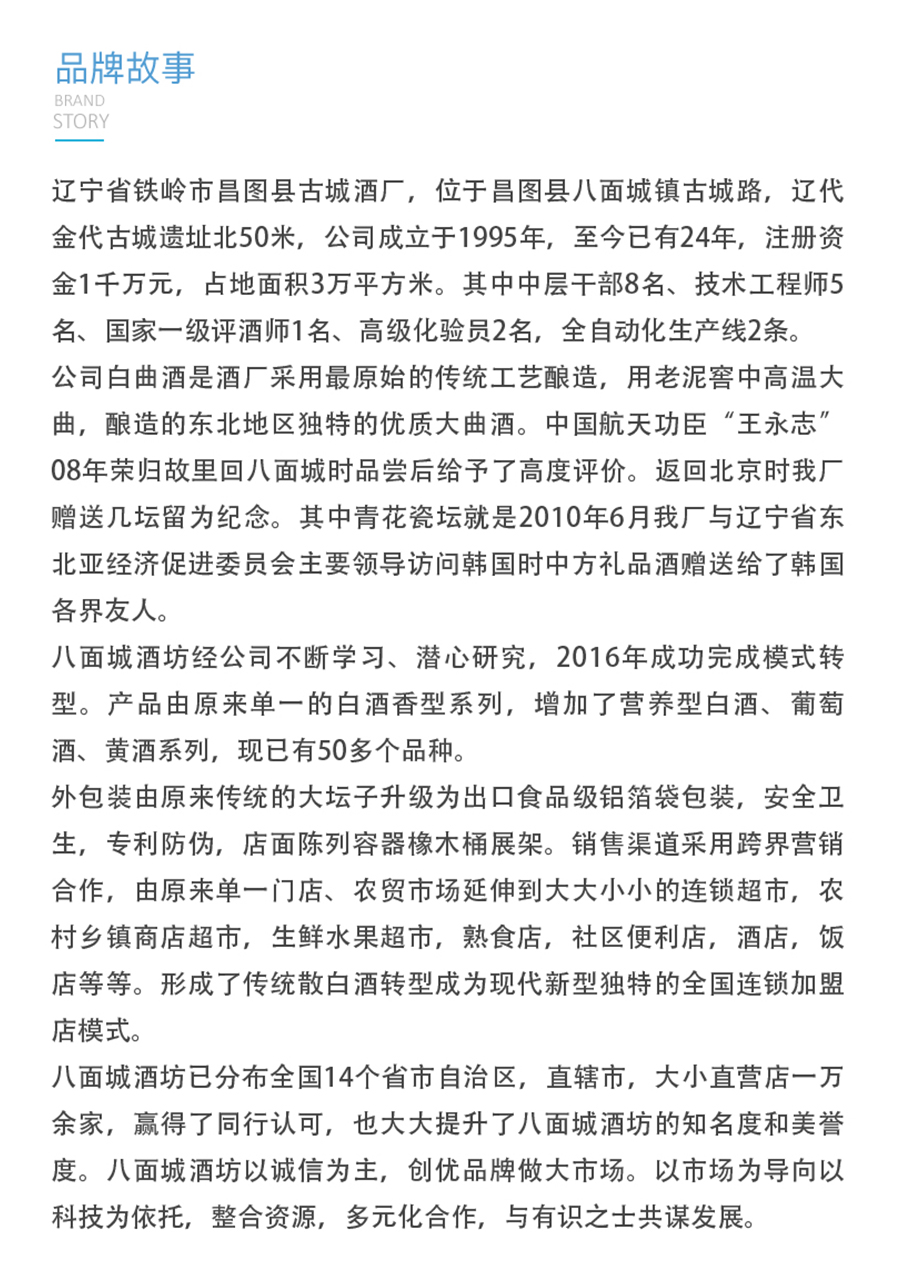 品牌故事
BRAND
STORY
辽宁省铁岭市昌图县古城酒厂，位于昌图县八面城镇古城路，辽代
金代古城遗址北50米，公司成立于1995年，至今已有24年，注册资
金1千万元，占地面积3万平方米。其中中层干部8名、技术工程师5
名、国家一级评酒师1名、高级化验员2名，全自动化生产线2条。
公司白曲酒是酒厂采用最原始的传统工艺酿造，用老泥窖中高温大
曲，酿造的东北地区独特的优质大曲酒。中国航天功臣“王永志”
08年荣归故里回八面城时品尝后给予了高度评价。返回北京时我厂
赠送几坛留为纪念。其中青花瓷坛就是2010年6月我厂与辽宁省东
北亚经济促进委员会主要领导访问韩国时中方礼品酒赠送给了韩国
各界友人。
八面城酒坊经公司不断学习、潜心研究，2016年成功完成模式转
型。产品由原来单一的白酒香型系列，增加了营养型白酒、葡萄
酒、黄酒系列，现已有50多个品种。
外包装由原来传统的大坛子升级为出口食品级铝箔袋包装，安全卫
生，专利防伪，店面陈列容器橡木桶展架。销售渠道采用跨界营销
合作，由原来单一门店、农贸市场延伸到大大小小的连锁超市，农
村乡镇商店超市，生鲜水果超市，熟食店，社区便利店，酒店，饭
店等等。形成了传统散白酒转型成为现代新型独特的全国连锁加盟
店模式。
八面城酒坊已分布全国14个省市自治区，直辖市，大小直营店一万
余家，赢得了同行认可，也大大提升了八面城酒坊的知名度和美誉
度。八面城酒坊以诚信为主，创优品牌做大市场。以市场为导向以
科技为依托，整合资源，多元化合作，与有识之士共谋发展。